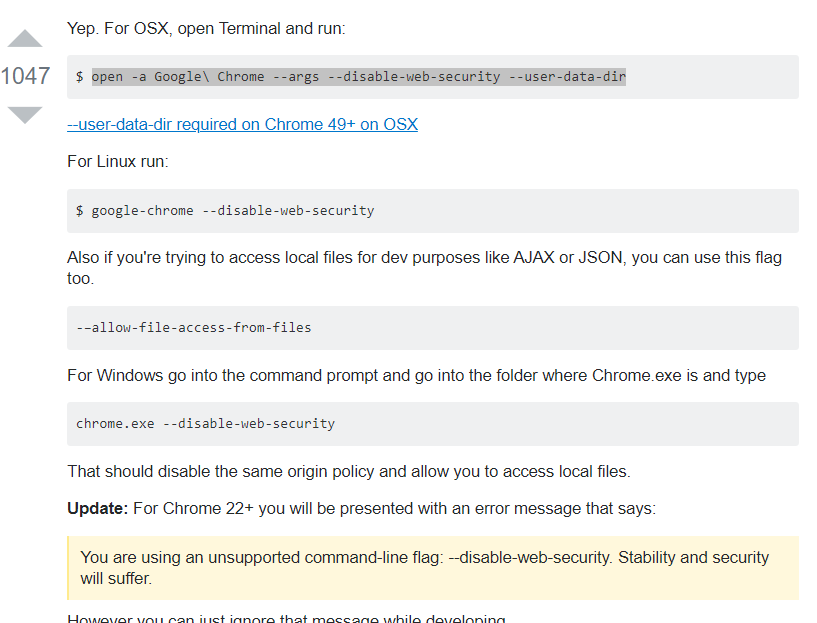 Yep. For OSX, open Terminal and run:
1047
$ open -a Google\ Chrome --args --disable-web-security --user-data-dir
--user-data-dir required on Chrome 49+ on OSX
For Linux run:
$ google-chrome --disable-web-security
Also if you're trying to access local files for dev purposes like AJAX or JSON, you can use this flag
too.
--allow-file-access-from-files
For Windows go into the command prompt and go into the folder where Chrome.exe is and type
chrome.exe --disable-web-security
That should disable the same origin policy and allow you to access local files.
Update: For Chrome 22+ you will be presented with an error message that says:
You are using an unsupported command-line flag: --disable-web-security. Stability and security
will suffer.
However you can just ignore that message while developing.